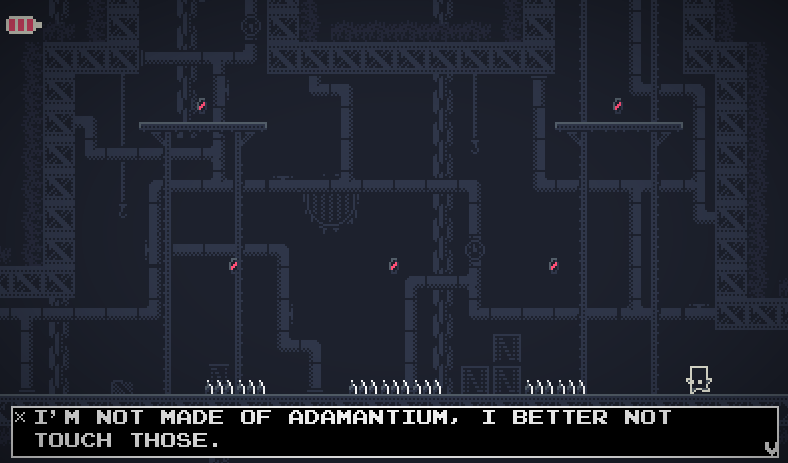 I'M NOT MADE OF ADAMANTIUM, I BETTER NOT
TOUCH THOSE.